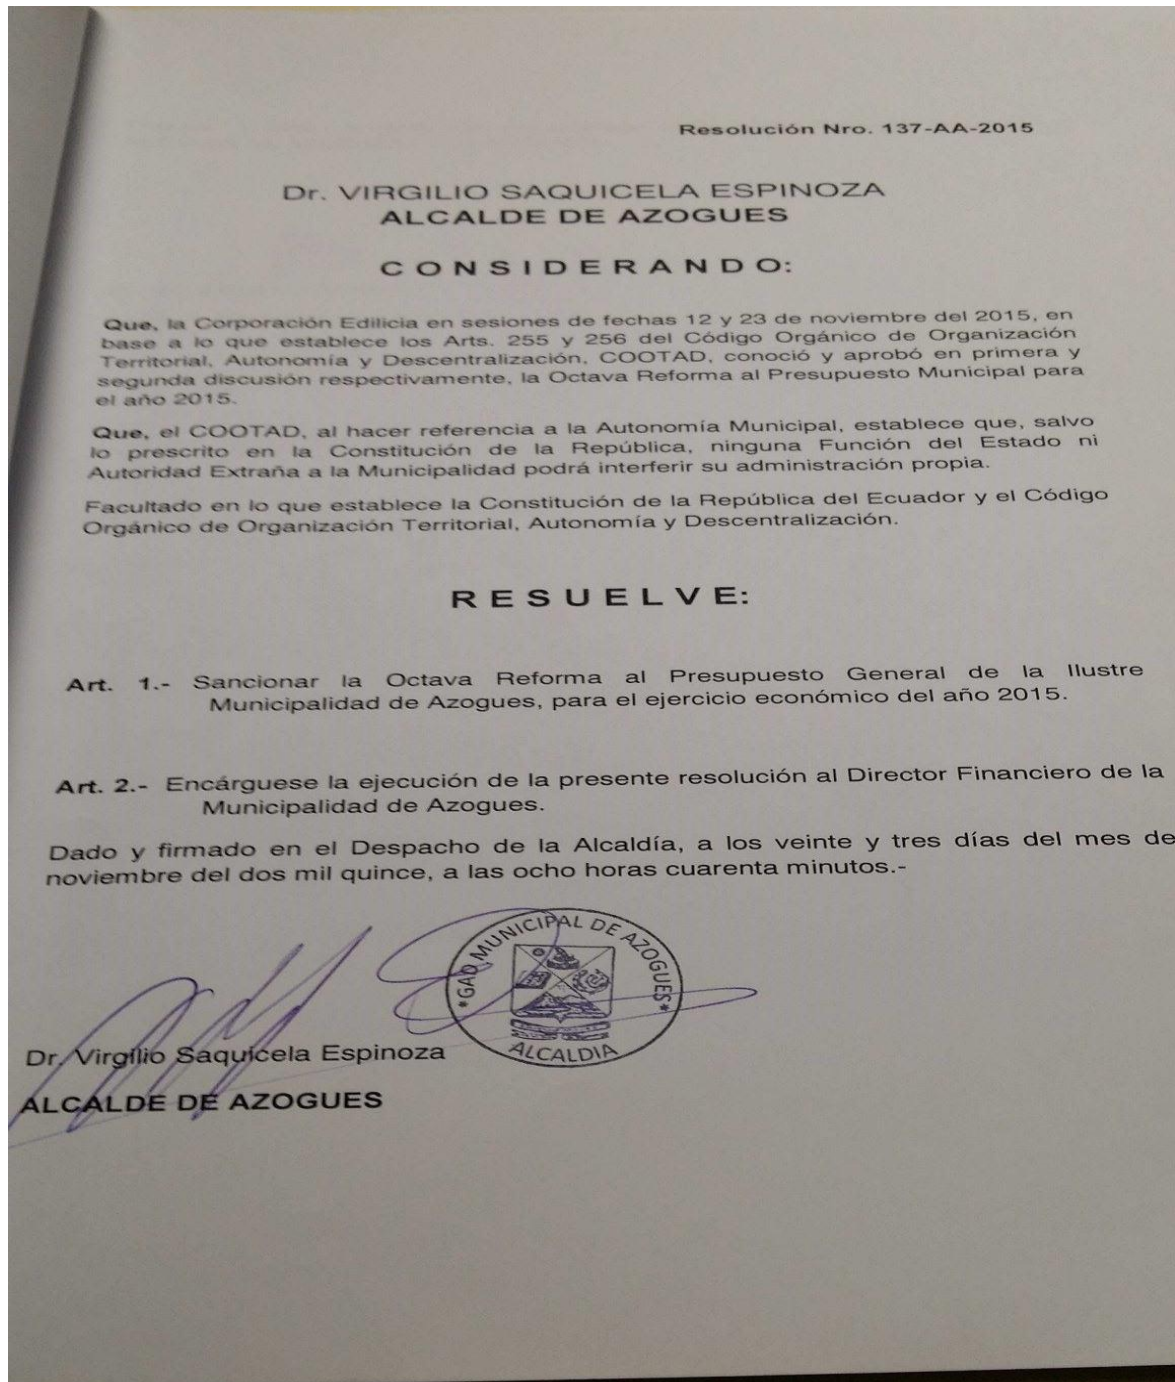 Resolución Nro. 137-AA-2015
Dr. VIRGILIO SAQUICELA ESPINOZA
ALCALDE DE AZOGUES
C O N S I D E R A N D O:
Que, la Corporación Edilicia en sesiones de fechas 12 y 23 de noviembre del 2015, en
base a lo que establece los Arts. 255 y 256 del Código Orgánico de Organización
Territorial, Autonomía y Descentralización, COOTAD, conoció y aprobó en primera y
segunda discusión respectivamente, la Octava Reforma al Presupuesto Municipal para
el año 2015.
Que, el COOTAD, al hacer referencia a la Autonomía Municipal, establece que, salvo
lo prescrito en la Constitución de la República, ninguna Función del Estado ni
Autoridad Extraña a la Municipalidad podrá interferir su administración propia.
Facultado en lo que establece la Constitución de la República del Ecuador y el Código
Orgánico de Organización Territorial, Autonomía y Descentralización.
R E S U E L V E:
Art. 1.- Sancionar la Octava Reforma al Presupuesto General de la Ilustre
Municipalidad de Azogues, para el ejercicio económico del año 2015.
Art. 2.- Encárguese la ejecución de la presente resolución al Director Financiero de la
Municipalidad de Azogues.
Dado y firmado en el Despacho de la Alcaldía, a los veinte y tres días del mes de
noviembre del dos mil quince, a las ocho horas cuarenta minutos.-
*GAD MUNICIPAL DE AZOGUES*
ALCALDIA
Dr. Virgilio Saquicela Espinoza
ALCALDE DE AZOGUES